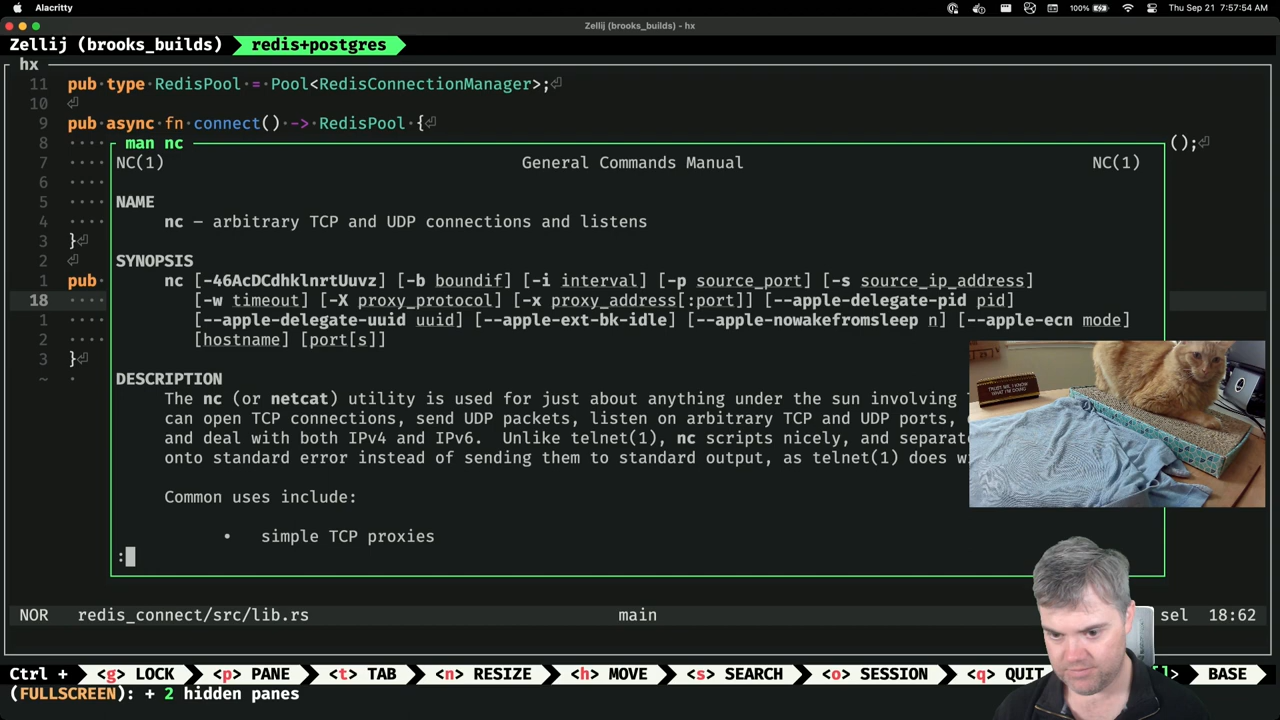 Alacritty
100%
Thu Sep 21 7:57:54 AM
Zellij (brooks_builds) - hx
Zellij (brooks_builds) redis+postgres
hx
11 pub·type·RedisPool·=·Pool<RedisConnectionManager>;⏎
10 ⏎
9 pub·async·fn·connect()·->·RedisPool·{⏎
8 ···· ();⏎
man nc
7 ····
NC(1) General Commands Manual NC(1)
6 ····
5 ····
NAME
4 ····
nc – arbitrary TCP and UDP connections and listens
3 }⏎
2 ⏎
SYNOPSIS
1 pub
nc [-46AcDCdhklnrtUuvz] [-b boundif] [-i interval] [-p source_port] [-s source_ip_address]
18 ····
[-w timeout] [-X proxy_protocol] [-x proxy_address[:port]] [--apple-delegate-pid pid]
1 ····
[--apple-delegate-uuid uuid] [--apple-ext-bk-idle] [--apple-nowakefromsleep n] [--apple-ecn mode]
2 ····
[hostname] [port[s]]
3 }⏎
~ ·
DESCRIPTION
The nc (or netcat) utility is used for just about anything under the sun involving
can open TCP connections, send UDP packets, listen on arbitrary TCP and UDP ports,
and deal with both IPv4 and IPv6. Unlike telnet(1), nc scripts nicely, and separate
onto standard error instead of sending them to standard output, as telnet(1) does
Common uses include:
• simple TCP proxies
:
TRUST ME, I KNOW
NOR redis_connect/src/lib.rs main sel 18:62
Ctrl + <g> LOCK <p> PANE <t> TAB <n> RESIZE <h> MOVE <s> SEARCH <o> SESSION <q> QUIT BASE
(FULLSCREEN): + 2 hidden panes